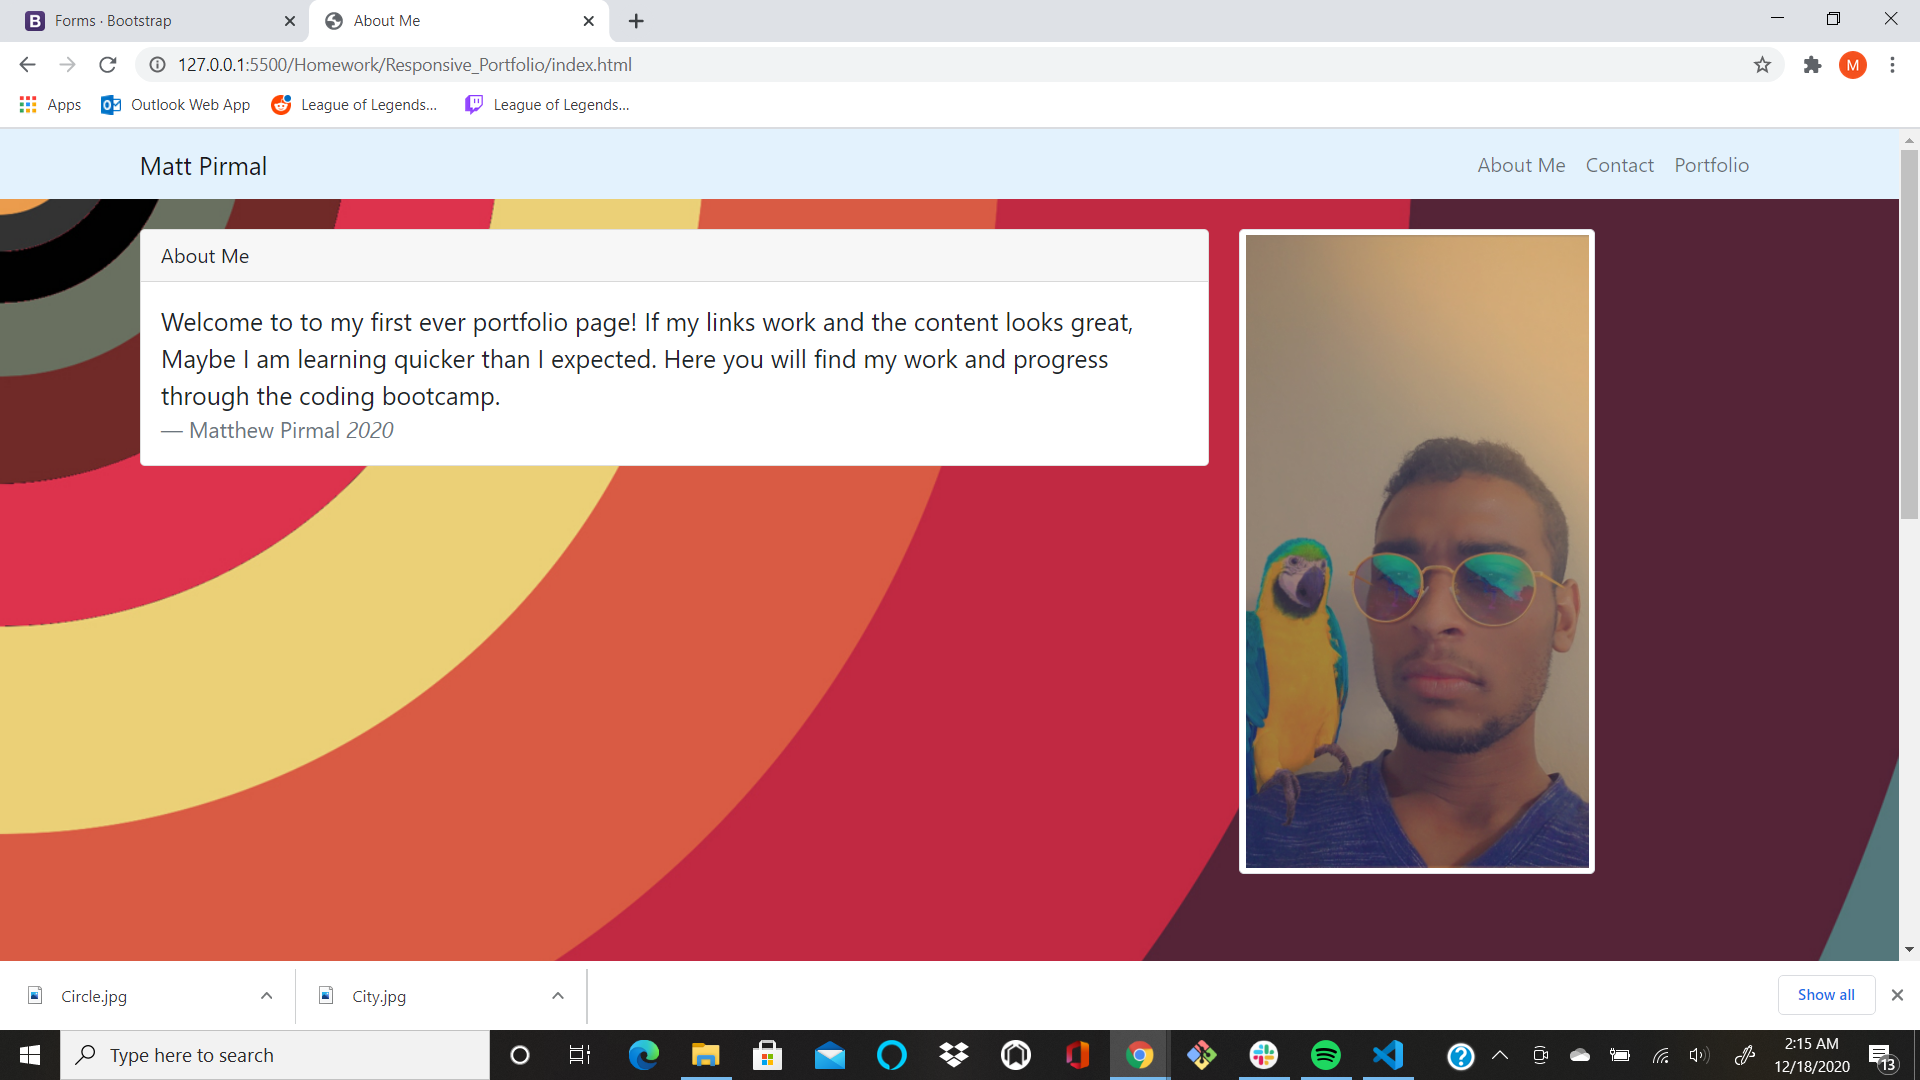 Forms · Bootstrap
About Me
127.0.0.1:5500/Homework/Responsive_Portfolio/index.html
M
Apps
Outlook Web App
League of Legends...
League of Legends...
Matt Pirmal
About Me
Contact
Portfolio
About Me
Welcome to to my first ever portfolio page! If my links work and the content looks great,
Maybe I am learning quicker than I expected. Here you will find my work and progress
through the coding bootcamp.
— Matthew Pirmal 2020
Circle.jpg
City.jpg
Show all
Type here to search
2:15 AM
12/18/2020
13